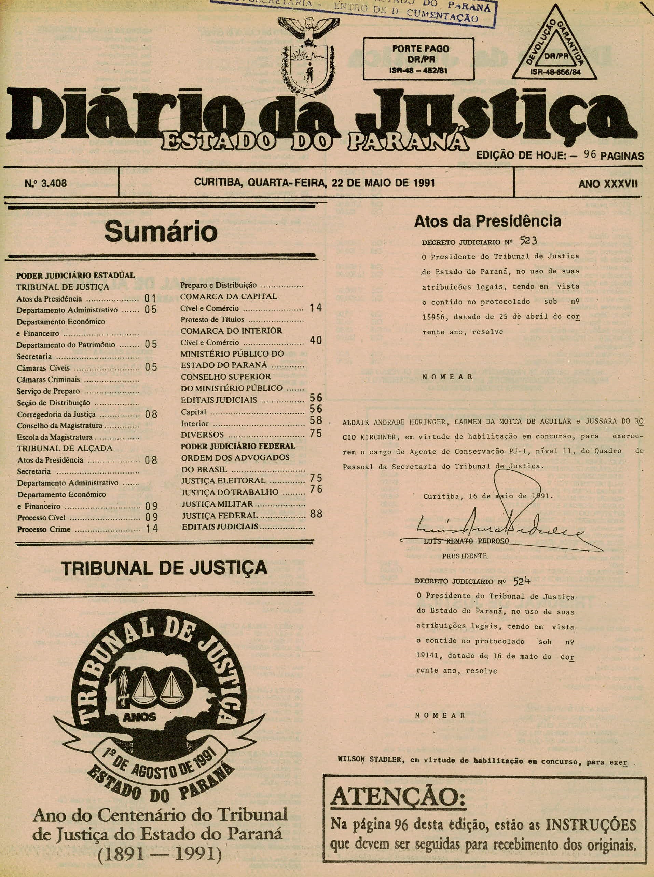 DO PARANÁ
CUMENTAÇÃO
PORTE PAGO
DR/PR
ISR-48 - 452/81
DEVOLUÇÃO GARANTIDA
DR/PR
ISR-48-656/84
Diário da Justiça
ESTADO DO PARANÁ
EDIÇÃO DE HOJE: - 96 PAGINAS
N.º 3.408
CURITIBA, QUARTA-FEIRA, 22 DE MAIO DE 1991
ANO XXXVII
Sumário
PODER JUDICIÁRIO ESTADUAL
TRIBUNAL DE JUSTIÇA
Atos da Presidência 01
Departamento Administrativo 05
Departamento Econômico
e Financeiro
Departamento do Patrimônio 05
Secretaria
Câmaras Cíveis 05
Câmaras Criminais
Serviço de Preparo
Seção de Distribuição
Corregedoria da Justiça 08
Conselho da Magistratura
Escola da Magistratura
TRIBUNAL DE ALÇADA
Atos da Presidência 08
Secretaria
Departamento Administrativo
Departamento Econômico
e Financeiro 09
Processo Cível 09
Processo Crime 14
Preparo e Distribuição
COMARCA DA CAPITAL
Cível e Comércio 14
Protesto de Títulos
COMARCA DO INTERIOR
Cível e Comércio 40
MINISTÉRIO PÚBLICO DO
ESTADO DO PARANÁ
CONSELHO SUPERIOR
DO MINISTÉRIO PÚBLICO
EDITAIS JUDICIAIS 56
Capital 56
Interior 58
DIVERSOS 75
PODER JUDICIÁRIO FEDERAL
ORDEM DOS ADVOGADOS
DO BRASIL
JUSTIÇA ELEITORAL 75
JUSTIÇA DO TRABALHO 76
JUSTIÇA MILITAR
JUSTIÇA FEDERAL 88
EDITAIS JUDICIAIS
TRIBUNAL DE JUSTIÇA
TRIBUNAL DE JUSTIÇA
100
ANOS
1º DE AGOSTO DE 1991
ESTADO DO PARANÁ
Ano do Centenário do Tribunal
de Justiça do Estado do Paraná
(1891 — 1991)
Atos da Presidência
DECRETO JUDICIARIO Nº 523
O Presidente do Tribunal de Justiça
do Estado do Paraná, no uso de suas
atribuições legais, tendo em vista
o contido no protocolado sob nº
15056, datado de 25 de abril do cor
rente ano, resolve
N O M E A R
ANDRADE CARMEN DA MOTTA DE AGUILAR e JUSSARA DO RO
CIO KIRCHNER, em virtude de habilitação em concurso, para exerce-
rem o cargo de Agente de Conservação PJ-I, nível 11, do Quadro de
Pessoal da Secretaria do Tribunal de Justiça.
Curitiba, 16 de maio de 1991.
LUÍS RENATO PEDROSO
PRESIDENTE
DECRETO JUDICIARIO Nº 524
O Presidente do Tribunal de Justiça
do Estado do Paraná, no uso de suas
atribuições legais, tendo em vista
o contido no protocolado sob nº
19141, datado de 16 de maio do cor
rente ano, resolve
N O M E A R
WILSON STADLER, em virtude de habilitação em concurso, para exer
ATENÇÃO:
Na página 96 desta edição, estão as INSTRUÇÕES
que devem ser seguidas para recebimento dos originais.